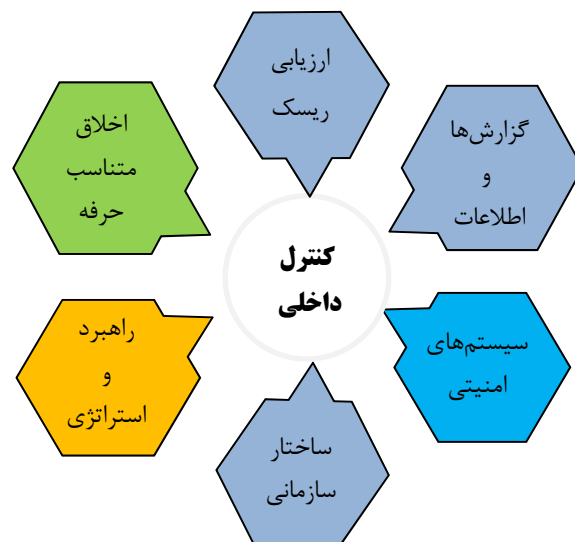 ارزیابی
ریسک
گزارش‌ها
و
اطلاعات
اخلاق
متناسب
حرفه
کنترل
داخلی
سیستم‌های
امنیتی
راهبرد
و
استراتژی
ساختار
سازمانی